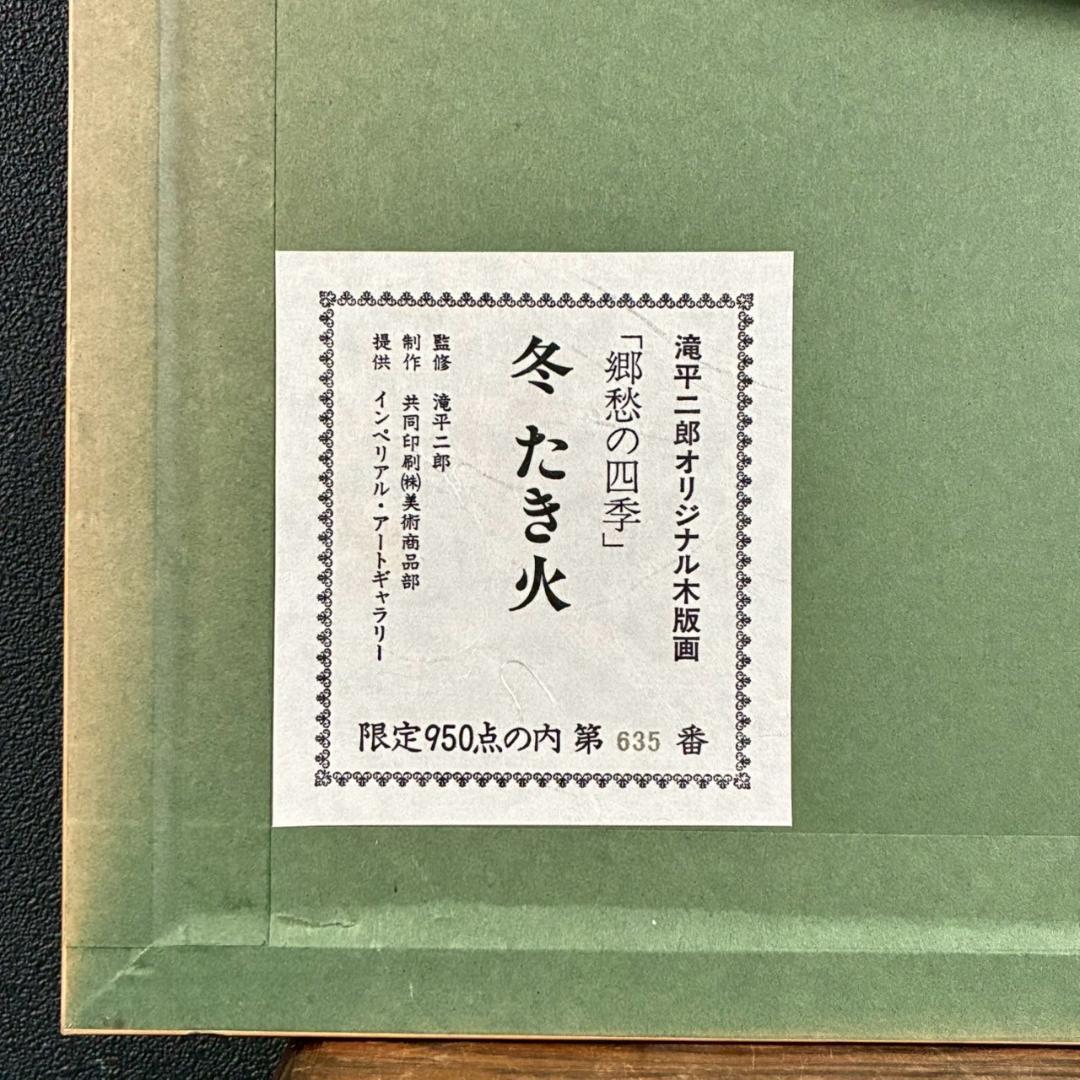 滝平二郎オリジナル木版画
「郷愁の四季」
冬 たき火
監修 滝平二郎
制作 共同印刷㈱美術商品部
提供 インペリアル・アートギャラリー
限定950点の内 第 635 番